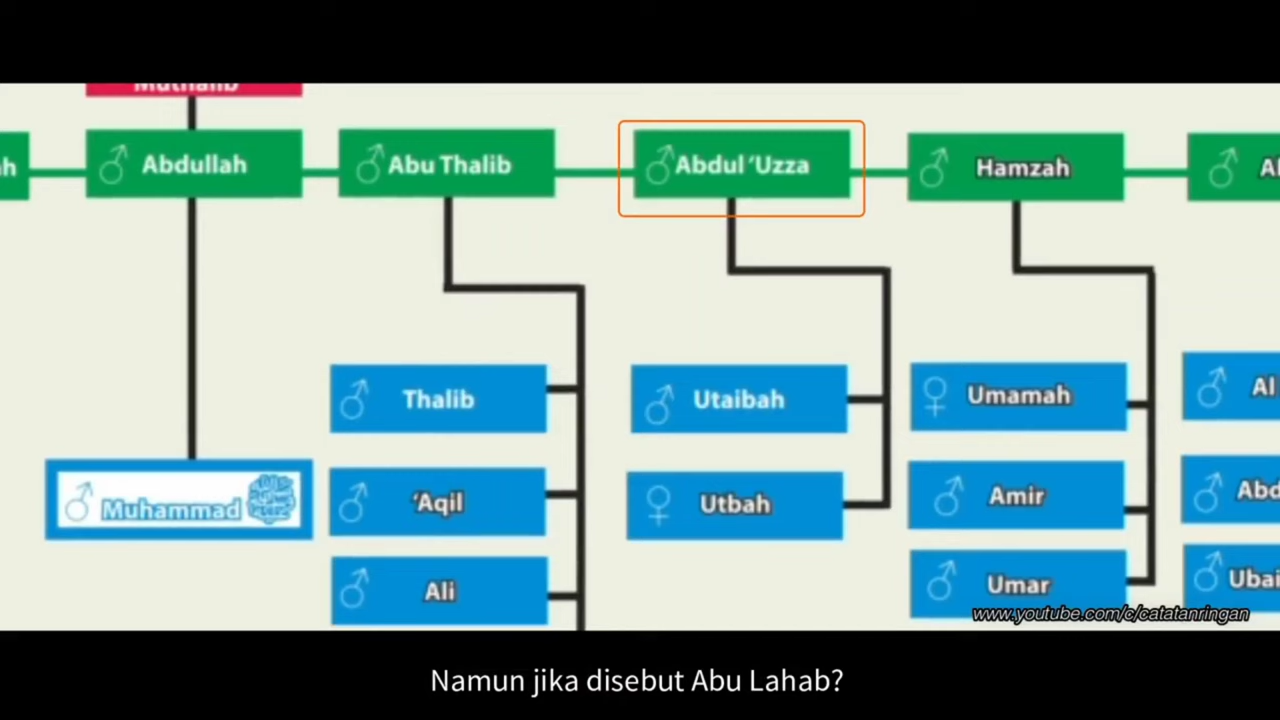 Muthalib
Abdullah
Abu Thalib
Abdul ‘Uzza
Hamzah
Thalib
Utaibah
Umamah
Muhammad
‘Aqil
Utbah
Amir
Ali
Umar
www.youtube.com/c/catatanringan
Namun jika disebut Abu Lahab?